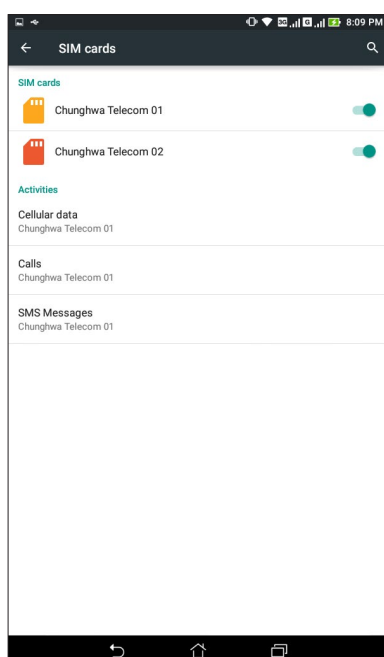 3G G 8:09 PM
SIM cards
SIM cards
Chunghwa Telecom 01
Chunghwa Telecom 02
Activities
Cellular data
Chunghwa Telecom 01
Calls
Chunghwa Telecom 01
SMS Messages
Chunghwa Telecom 01